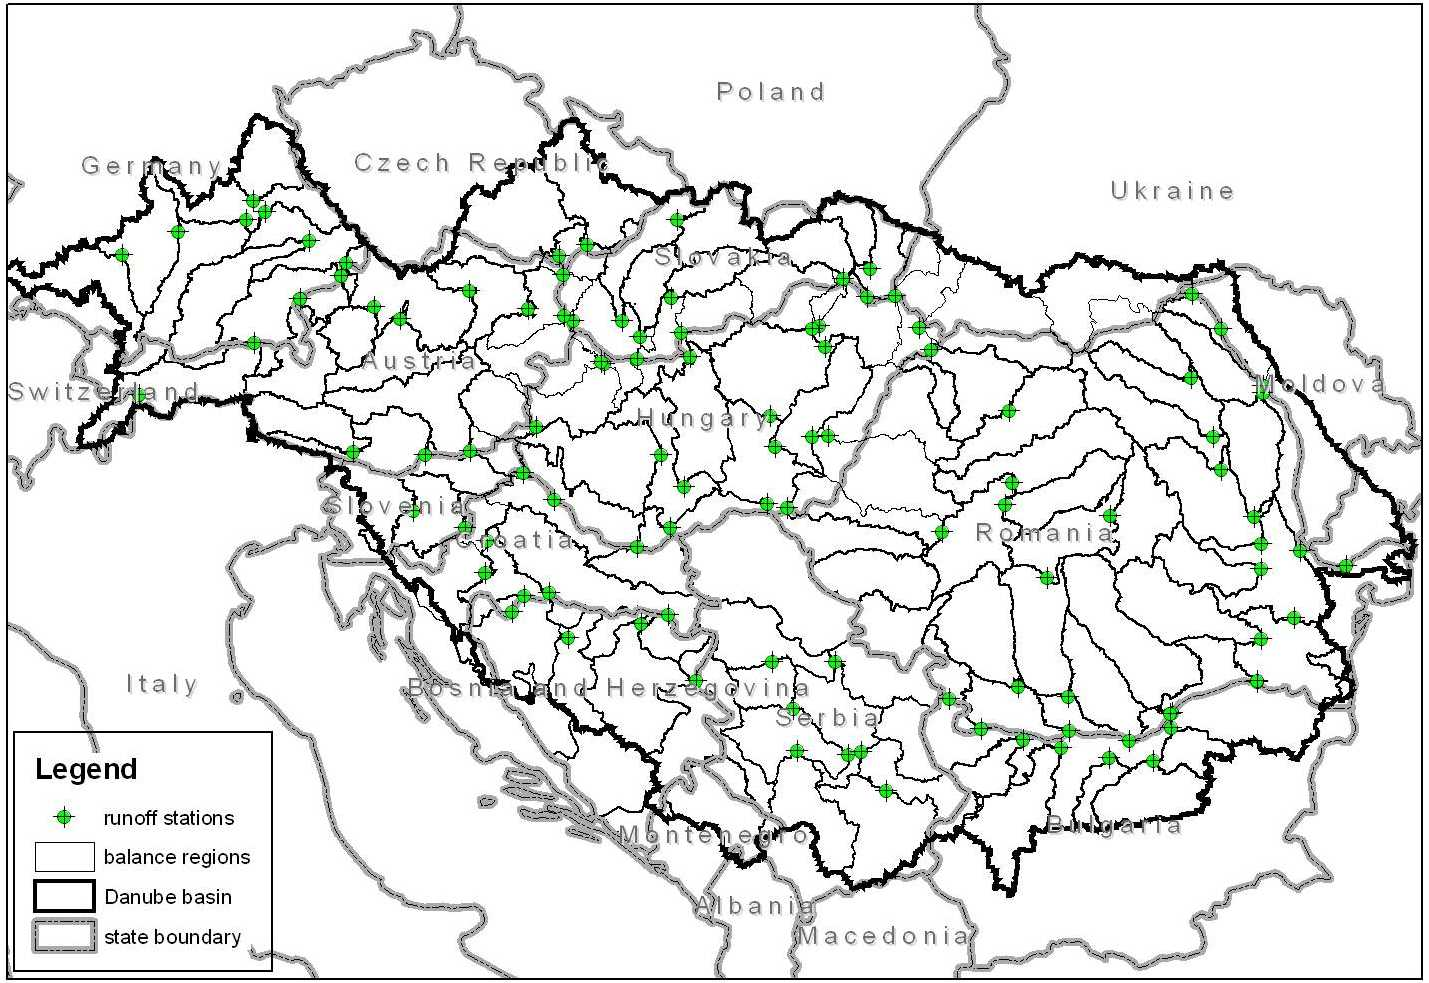 Poland
Germany
Czech Republic
Ukraine
Slovakia
Austria
Moldova
Switzerland
Hungary
Slovenia
Croatia
Romania
Italy
Bosnia and Herzegovina
Serbia
Montenegro
Bulgaria
Albania
Macedonia
Legend
runoff stations
balance regions
Danube basin
state boundary